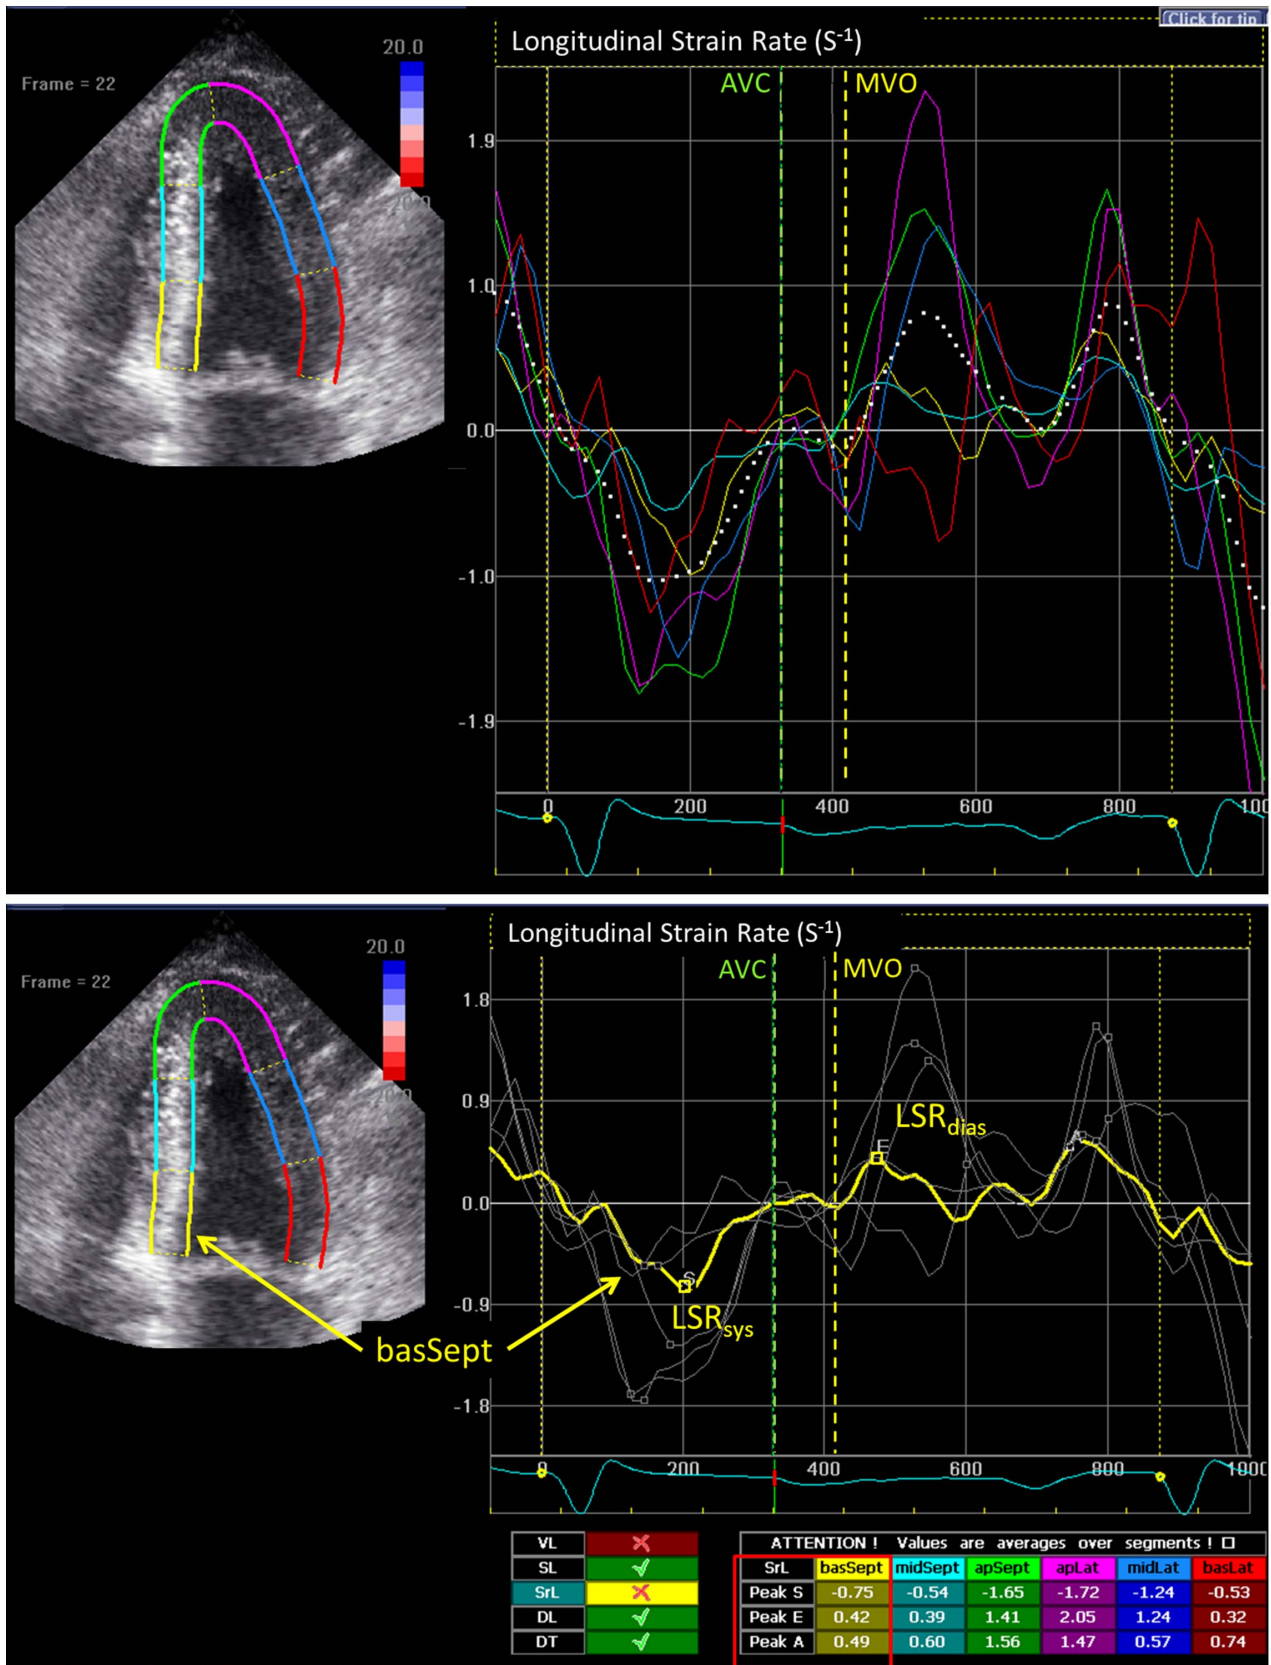 Click for tip
Longitudinal Strain Rate (S⁻¹)
20.0
Frame = 22
AVC
MVO
1.9
1.0
0.0
-1.0
-1.9
0 200 400 600 800
Longitudinal Strain Rate (S⁻¹)
20.0
Frame = 22
AVC
MVO
1.8
0.9
0.0
-0.9
-1.8
LSRdias
E
A
S
LSRsys
basSept
0 200 400 600 800 1000
VL
SL
SrL
DL
DT
ATTENTION ! Values are averages over segments !
SrL basSept midSept apSept apLat midLat basLat
Peak S -0.75 -0.54 -1.65 -1.72 -1.24 -0.53
Peak E 0.42 0.39 1.41 2.05 1.24 0.32
Peak A 0.49 0.60 1.56 1.47 0.57 0.74